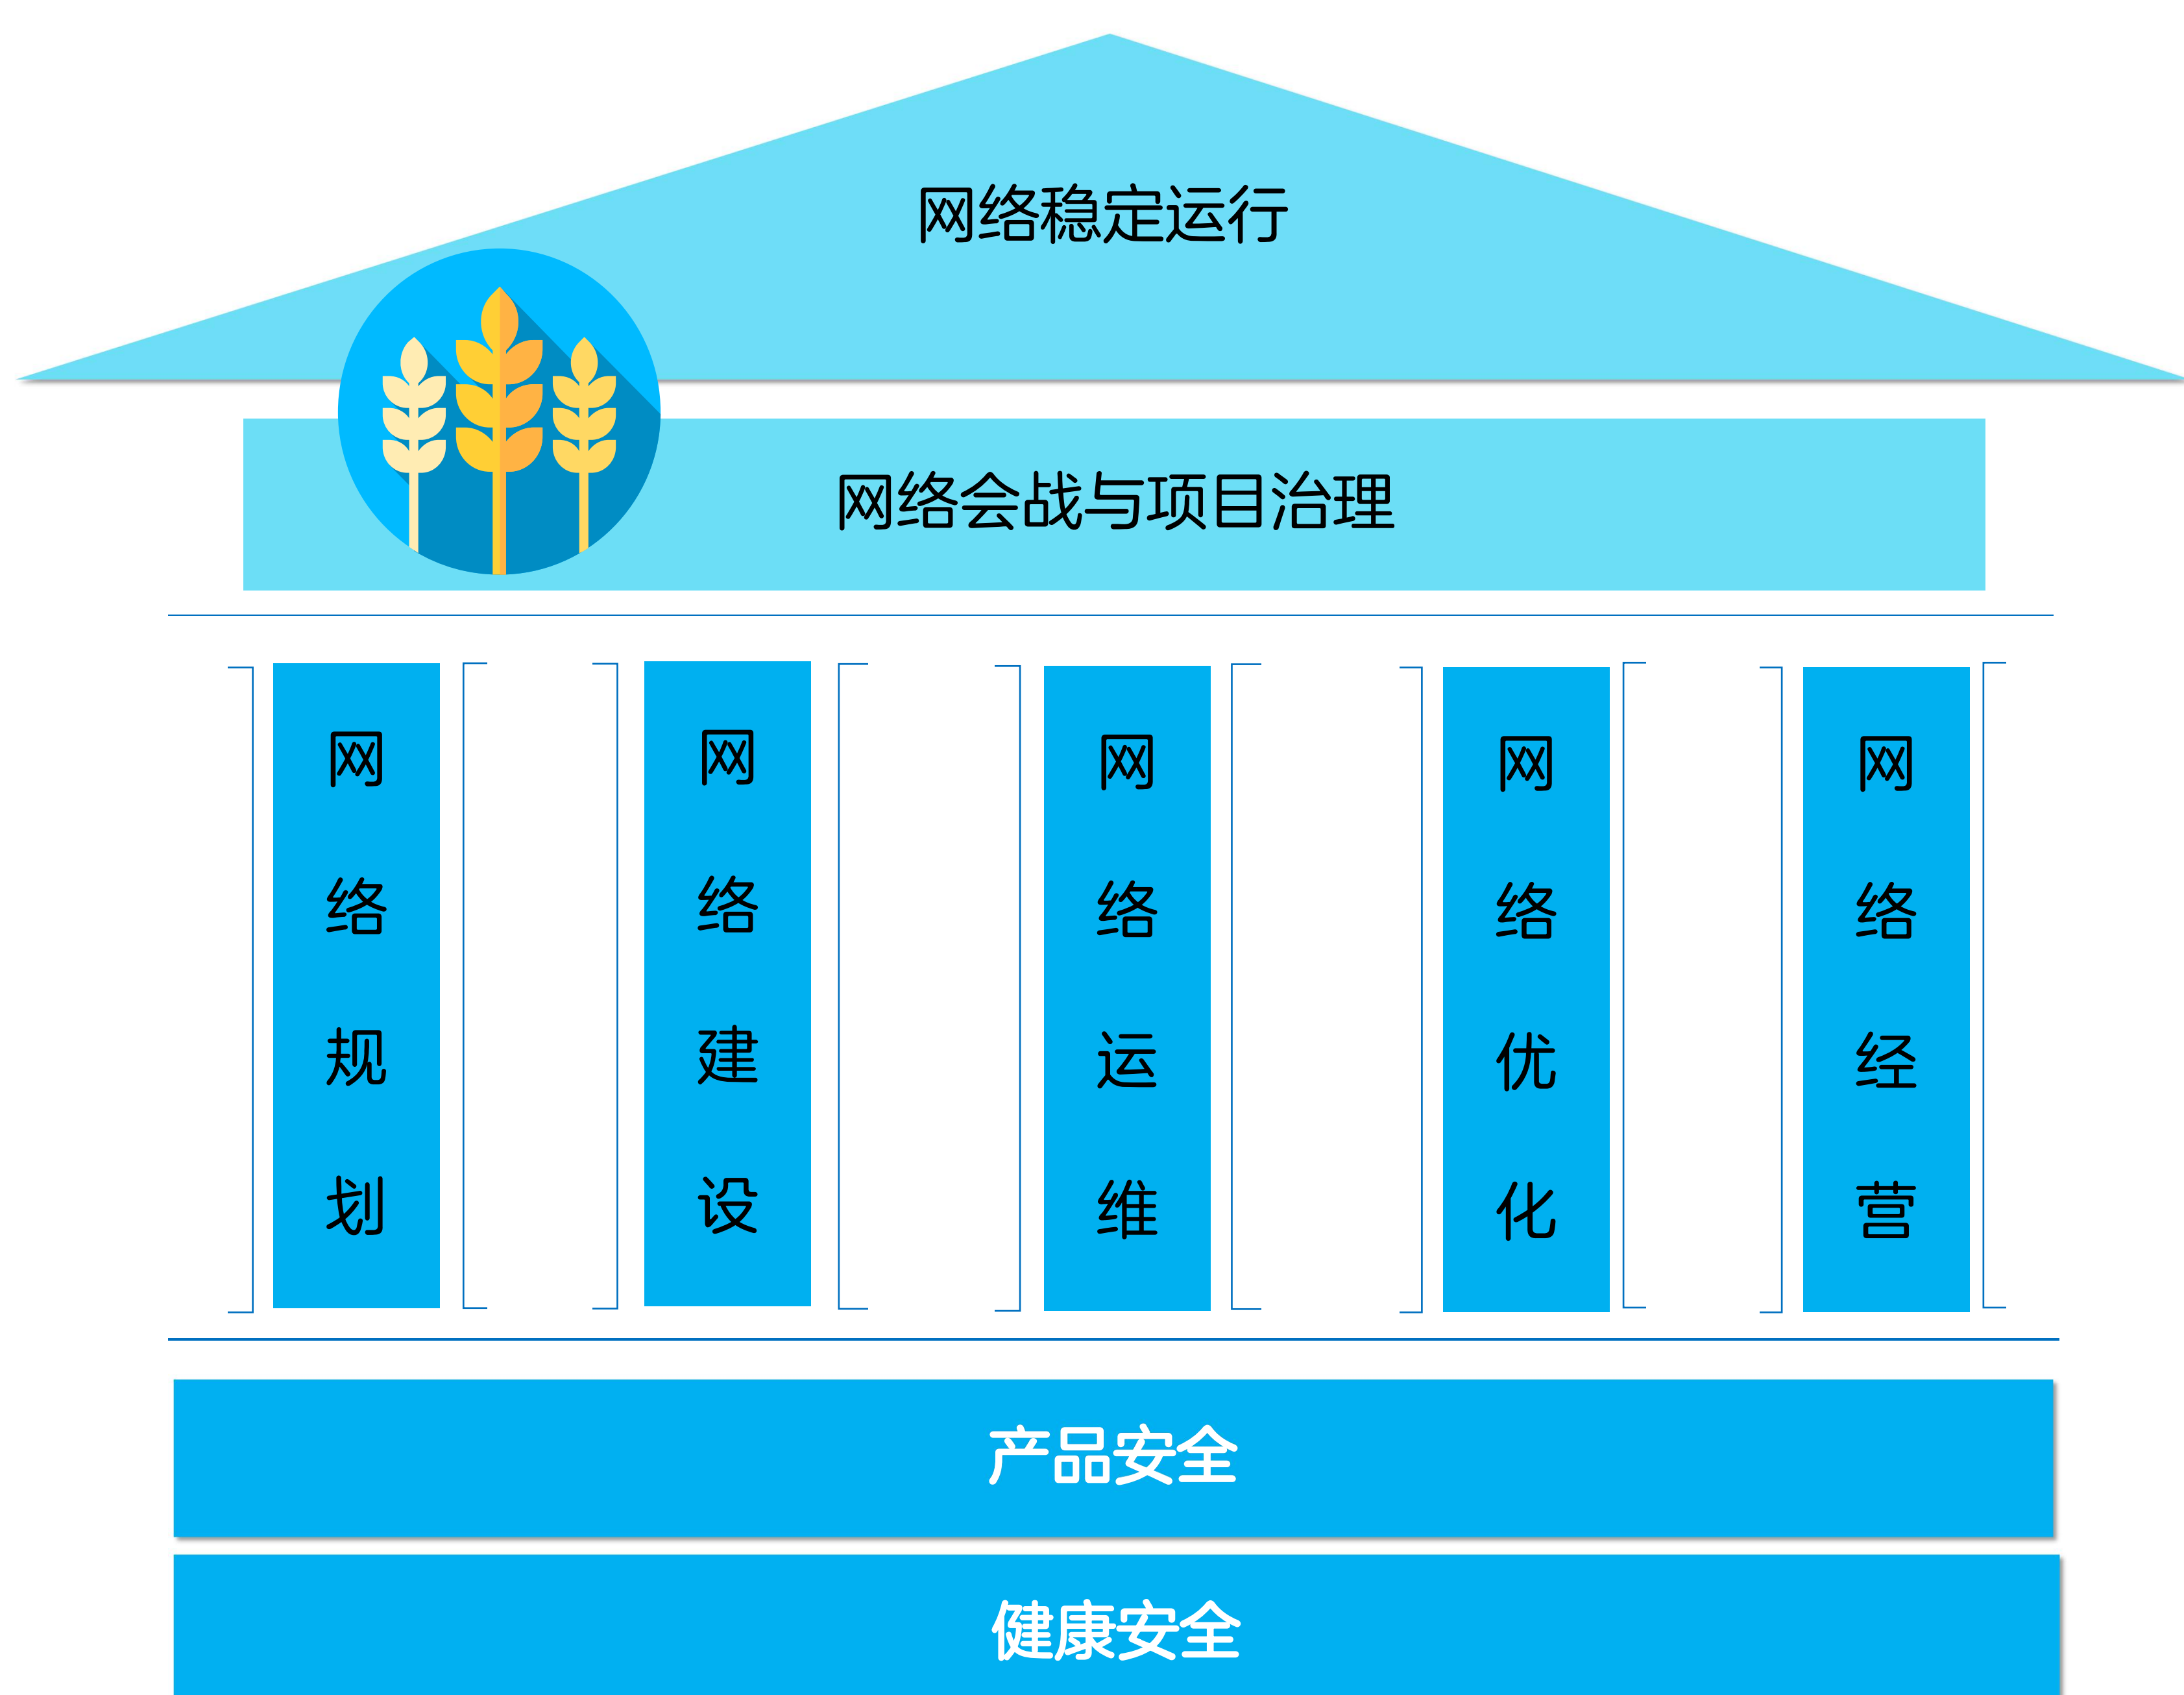 网络稳定运行
网络会战与项目治理
网络规划
网络建设
网络运维
网络优化
网络经营
产品安全
健康安全